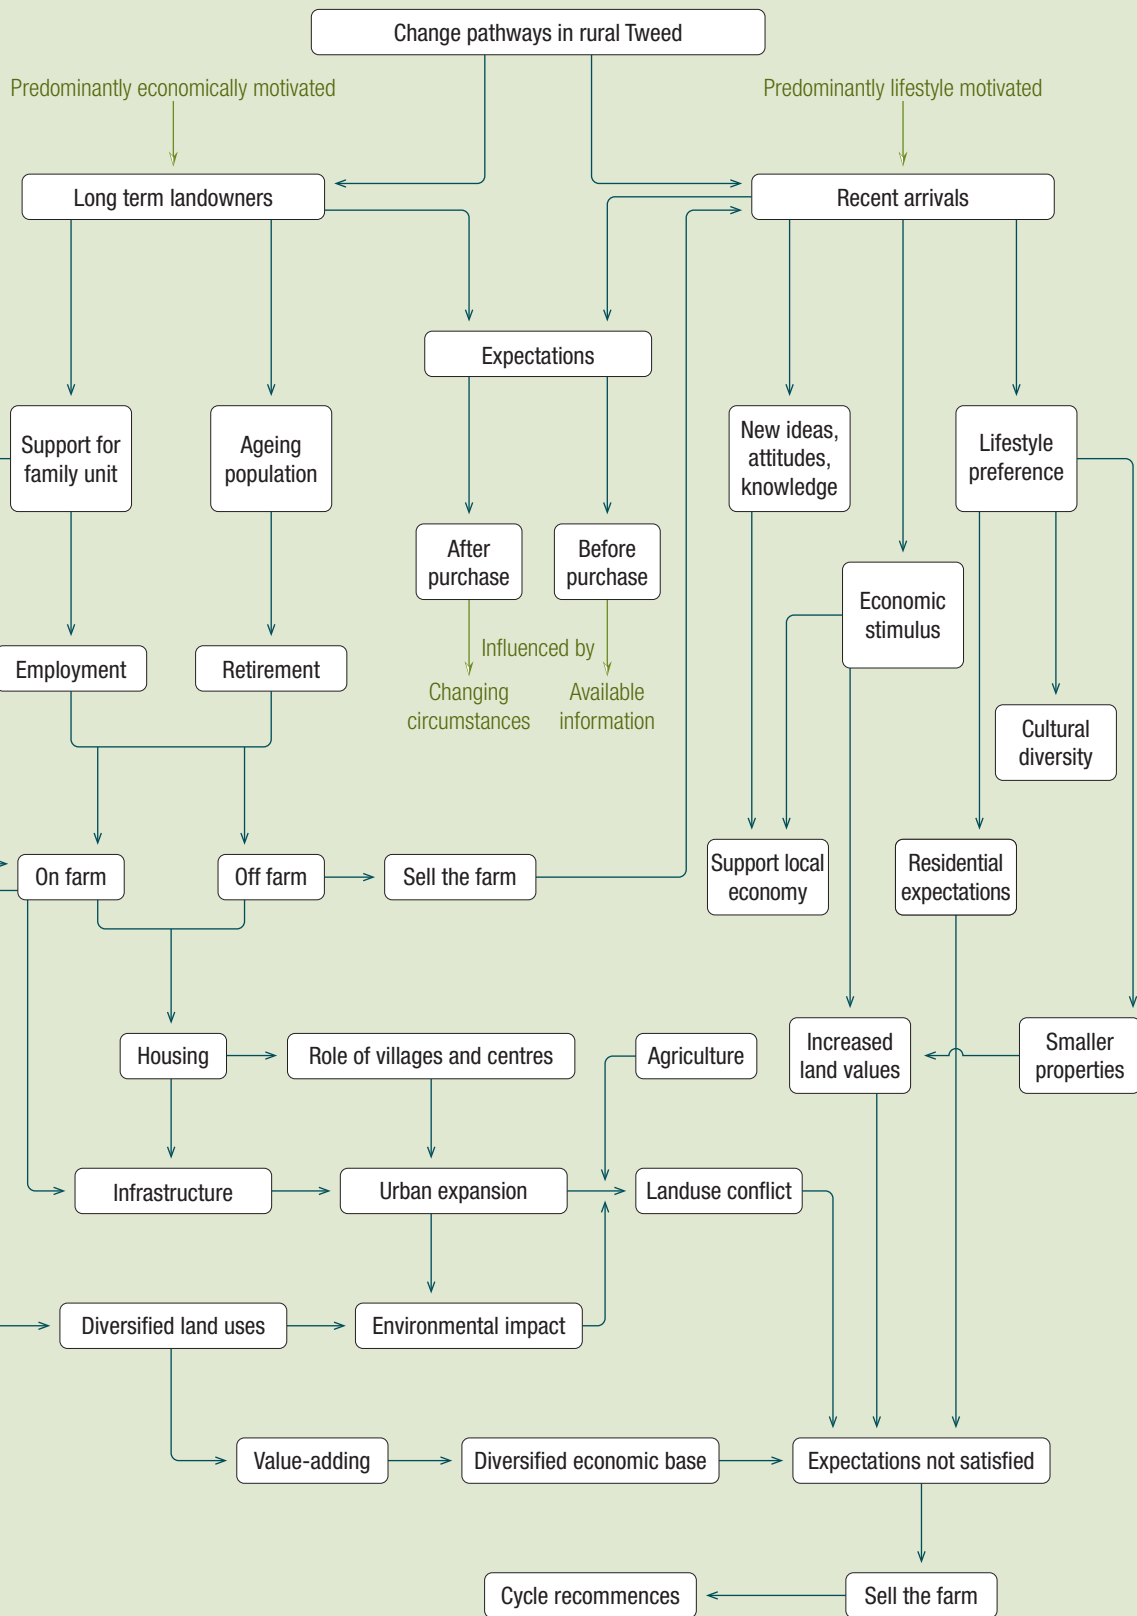 Change pathways in rural Tweed
Predominantly economically motivated
Predominantly lifestyle motivated
Long term landowners
Recent arrivals
Expectations
Support for
family unit
Ageing
population
New ideas,
attitudes,
knowledge
Lifestyle
preference
After
purchase
Before
purchase
Economic
stimulus
Influenced by
Employment
Retirement
Changing
circumstances
Available
information
Cultural
diversity
On farm
Off farm
Sell the farm
Support local
economy
Residential
expectations
Housing
Role of villages and centres
Agriculture
Increased
land values
Smaller
properties
Infrastructure
Urban expansion
Landuse conflict
Diversified land uses
Environmental impact
Value-adding
Diversified economic base
Expectations not satisfied
Cycle recommences
Sell the farm